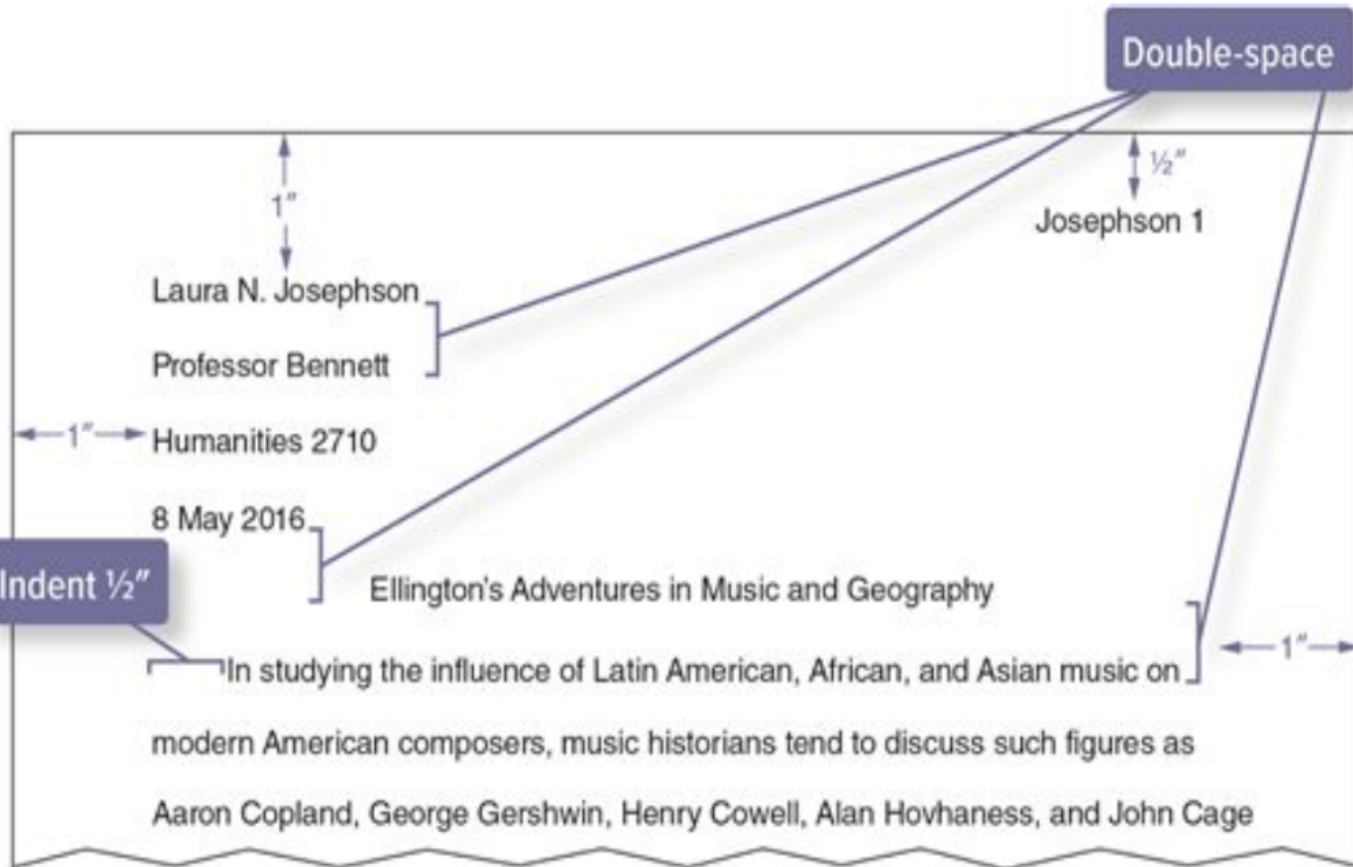 Double-space
½"
1"
Josephson 1
Laura N. Josephson
Professor Bennett
1"
Humanities 2710
8 May 2016
Indent ½"
Ellington's Adventures in Music and Geography
1"
In studying the influence of Latin American, African, and Asian music on
modern American composers, music historians tend to discuss such figures as
Aaron Copland, George Gershwin, Henry Cowell, Alan Hovhaness, and John Cage